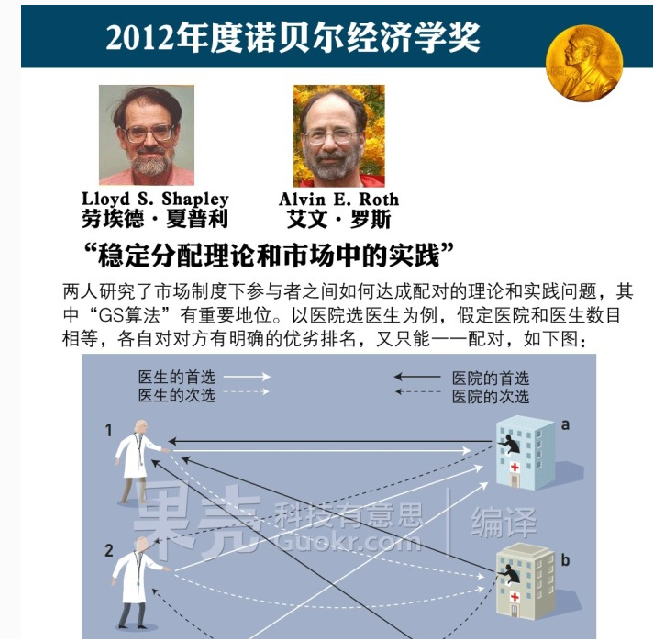 2012年度诺贝尔经济学奖
Lloyd S. Shapley
劳埃德·夏普利
Alvin E. Roth
艾文·罗斯
“稳定分配理论和市场中的实践”
两人研究了市场制度下参与者之间如何达成配对的理论和实践问题，其
中“GS算法”有重要地位。以医院选医生为例，假定医院和医生数目
相等，各自对对方有明确的优劣排名，又只能一一配对，如下图：
医生的首选
医生的次选
医院的首选
医院的次选
1
a
果壳 科技有意思 编译
Guokr.com
2
b